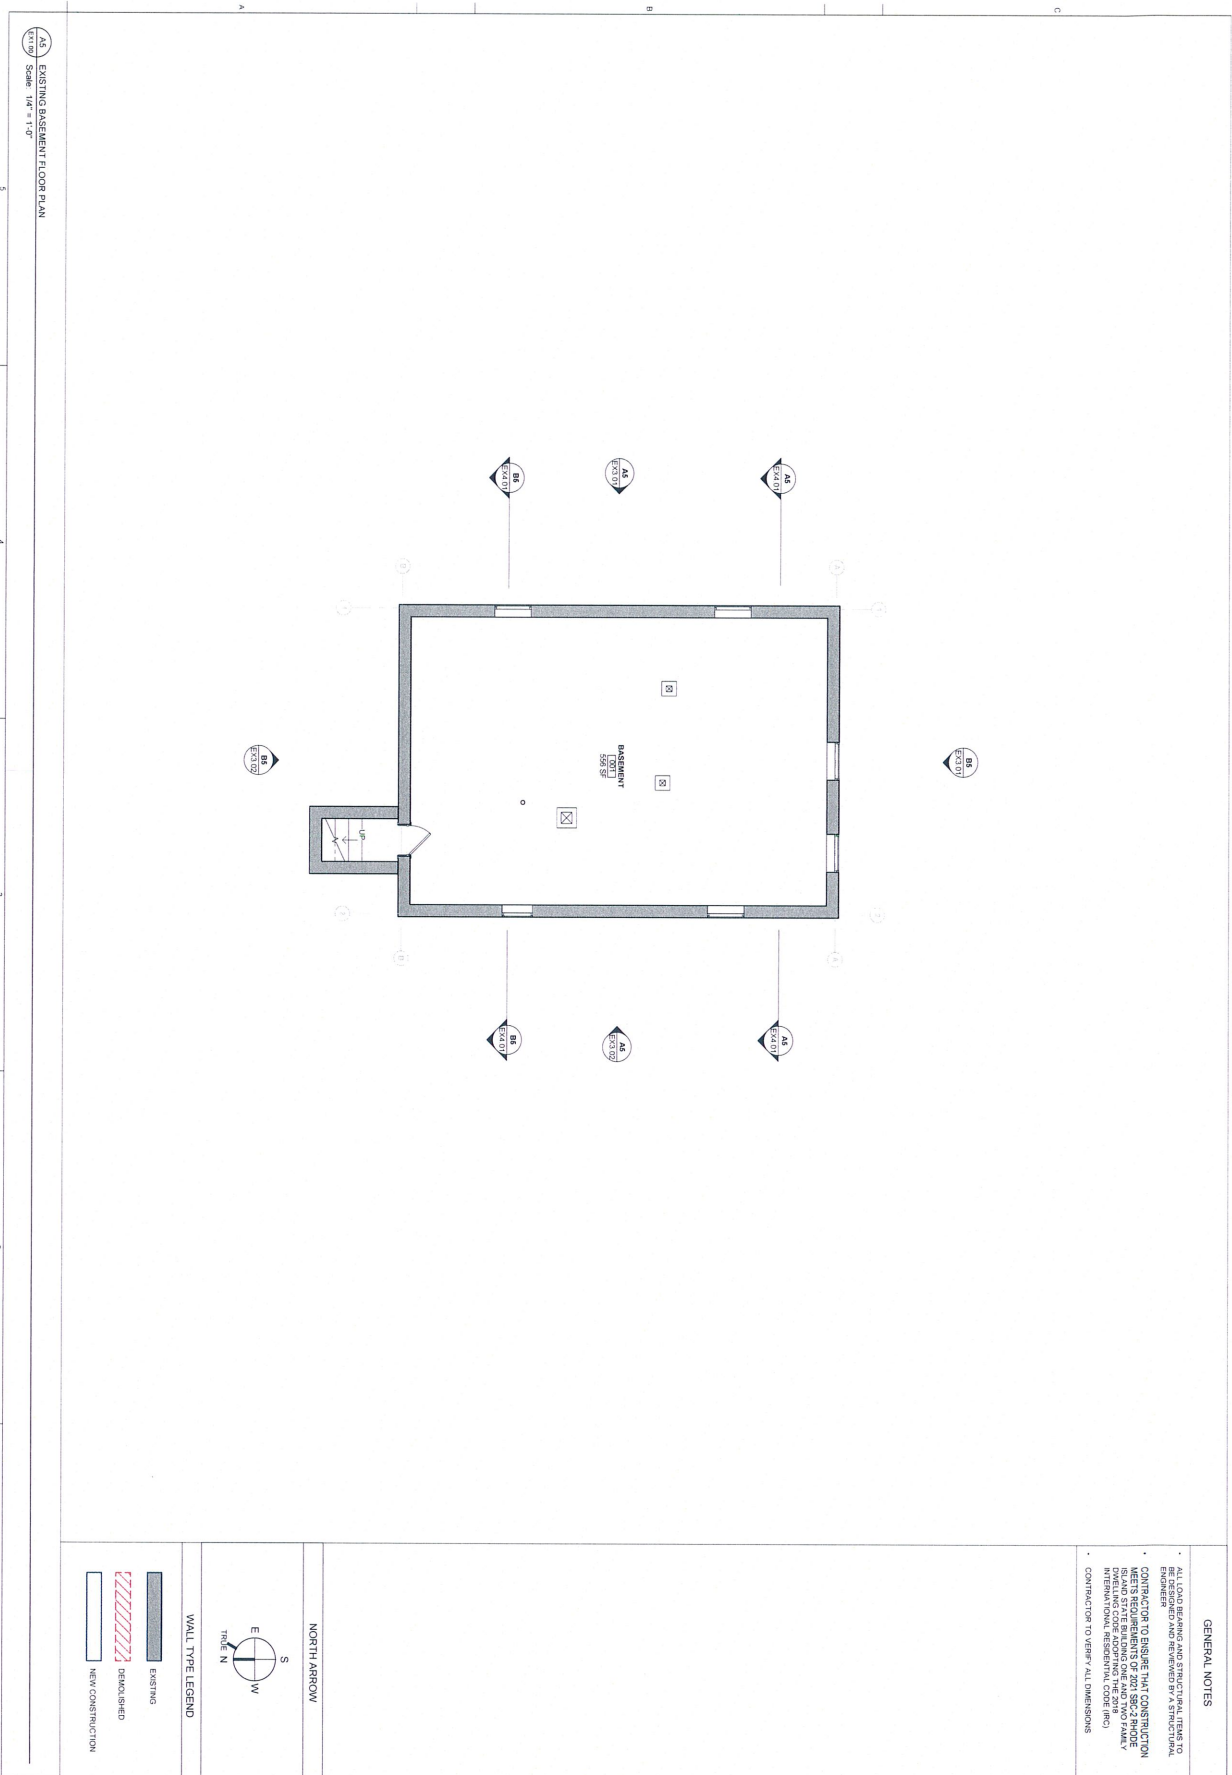 C
B
A
GENERAL NOTES
• ALL LOAD BEARING AND STRUCTURAL ITEMS TO
BE DESIGNED AND REVIEWED BY A STRUCTURAL
ENGINEER
• CONTRACTOR TO ENSURE THAT CONSTRUCTION
MEETS REQUIREMENTS OF 2021 SBC-2 RHODE
ISLAND STATE BUILDING ONE AND TWO FAMILY
DWELLING CODE ADOPTING THE 2018
INTERNATIONAL RESIDENTIAL CODE (IRC)
• CONTRACTOR TO VERIFY ALL DIMENSIONS
B5
EX3.01
A
A
A5
EX4.01
A5
EX4.01
A5
EX3.01
BASEMENT
001
556 SF
A5
EX3.02
B5
EX4.01
B5
EX4.01
B
B
UP
B5
EX3.02
NORTH ARROW
S
E
W
TRUE N
WALL TYPE LEGEND
EXISTING
DEMOLISHED
NEW CONSTRUCTION
A5
EX1.00
EXISTING BASEMENT FLOOR PLAN
Scale: 1/4" = 1'-0"
5
4